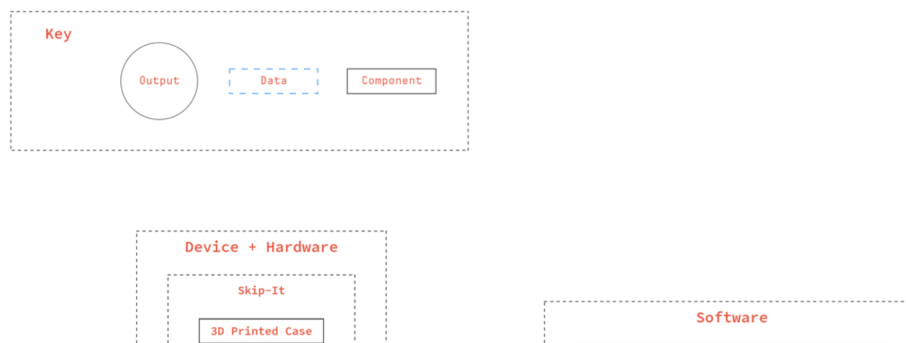 Key
Output
Data
Component
Device + Hardware
Skip-It
3D Printed Case
Software